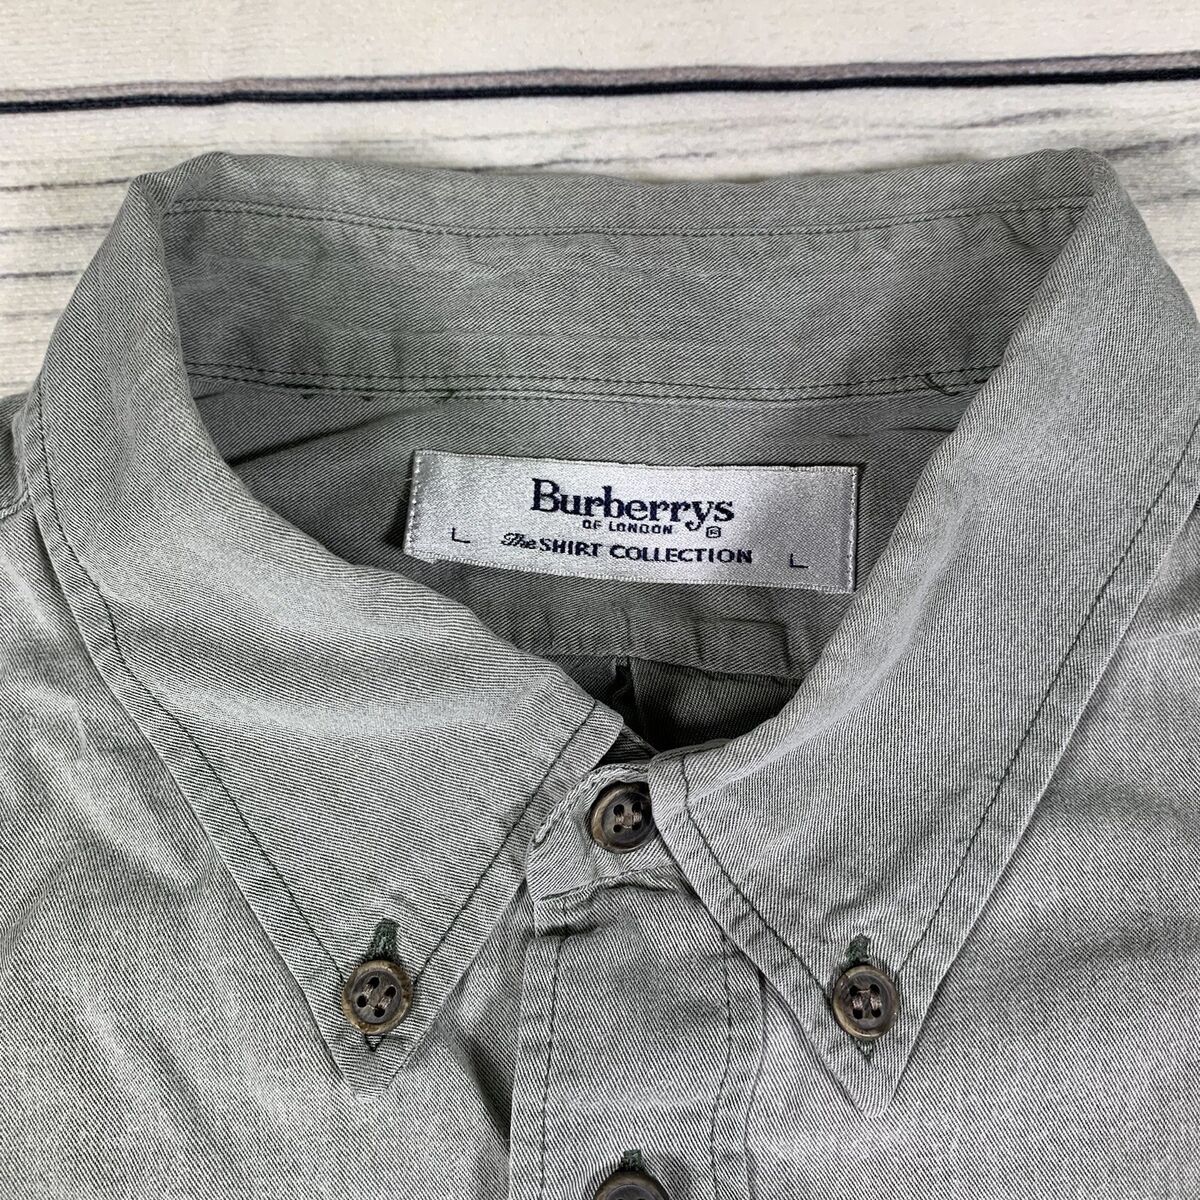 Burberrys
OF LONDON ®
L The SHIRT COLLECTION L